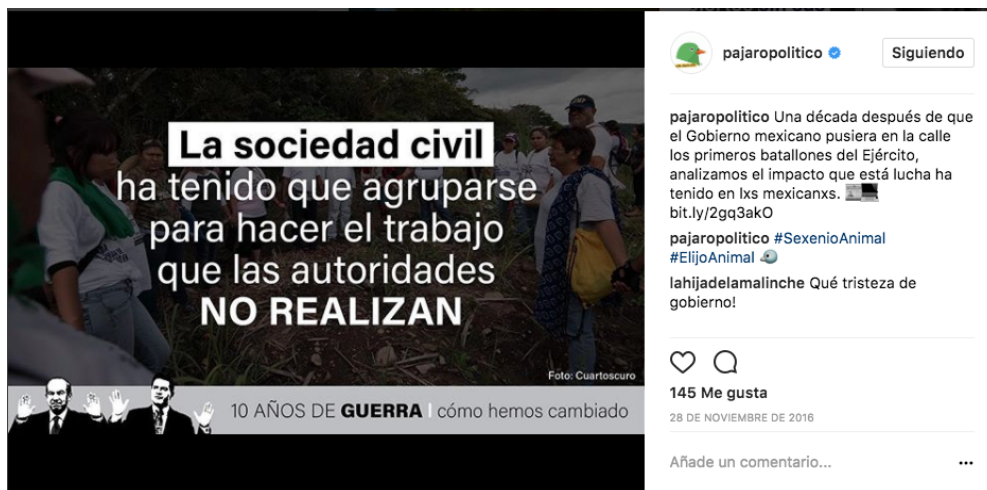 La sociedad civil
ha tenido que agruparse
para hacer el trabajo
que las autoridades
NO REALIZAN
Foto: Cuartoscuro
10 AÑOS DE GUERRA | cómo hemos cambiado
pajaropolitico
Siguiendo
pajaropolitico Una década después de que
el Gobierno mexicano pusiera en la calle
los primeros batallones del Ejército,
analizamos el impacto que está lucha ha
tenido en lxs mexicanxs.
bit.ly/2gq3akO
pajaropolitico #SexenioAnimal
#ElijoAnimal
lahijadelamalinche Qué tristeza de
gobierno!
145 Me gusta
28 DE NOVIEMBRE DE 2016
Añade un comentario...